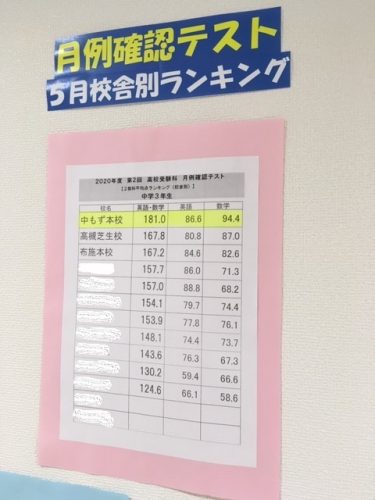 月例確認テスト
5月校舎別ランキング
2020年度 第2回 高校受験科 月例確認テスト
【2教科平均点ランキング(校舎別)】
中学3年生
校名 英語・数学 英語 数学
中もず本校 181.0 86.6 94.4
高槻芝生校 167.8 80.8 87.0
布施本校 167.2 84.6 82.6
157.7 86.0 71.3
157.0 88.8 68.2
154.1 79.7 74.4
153.9 77.8 76.1
148.1 74.4 73.7
143.6 76.3 67.3
130.2 59.4 66.6
124.6 66.1 58.6